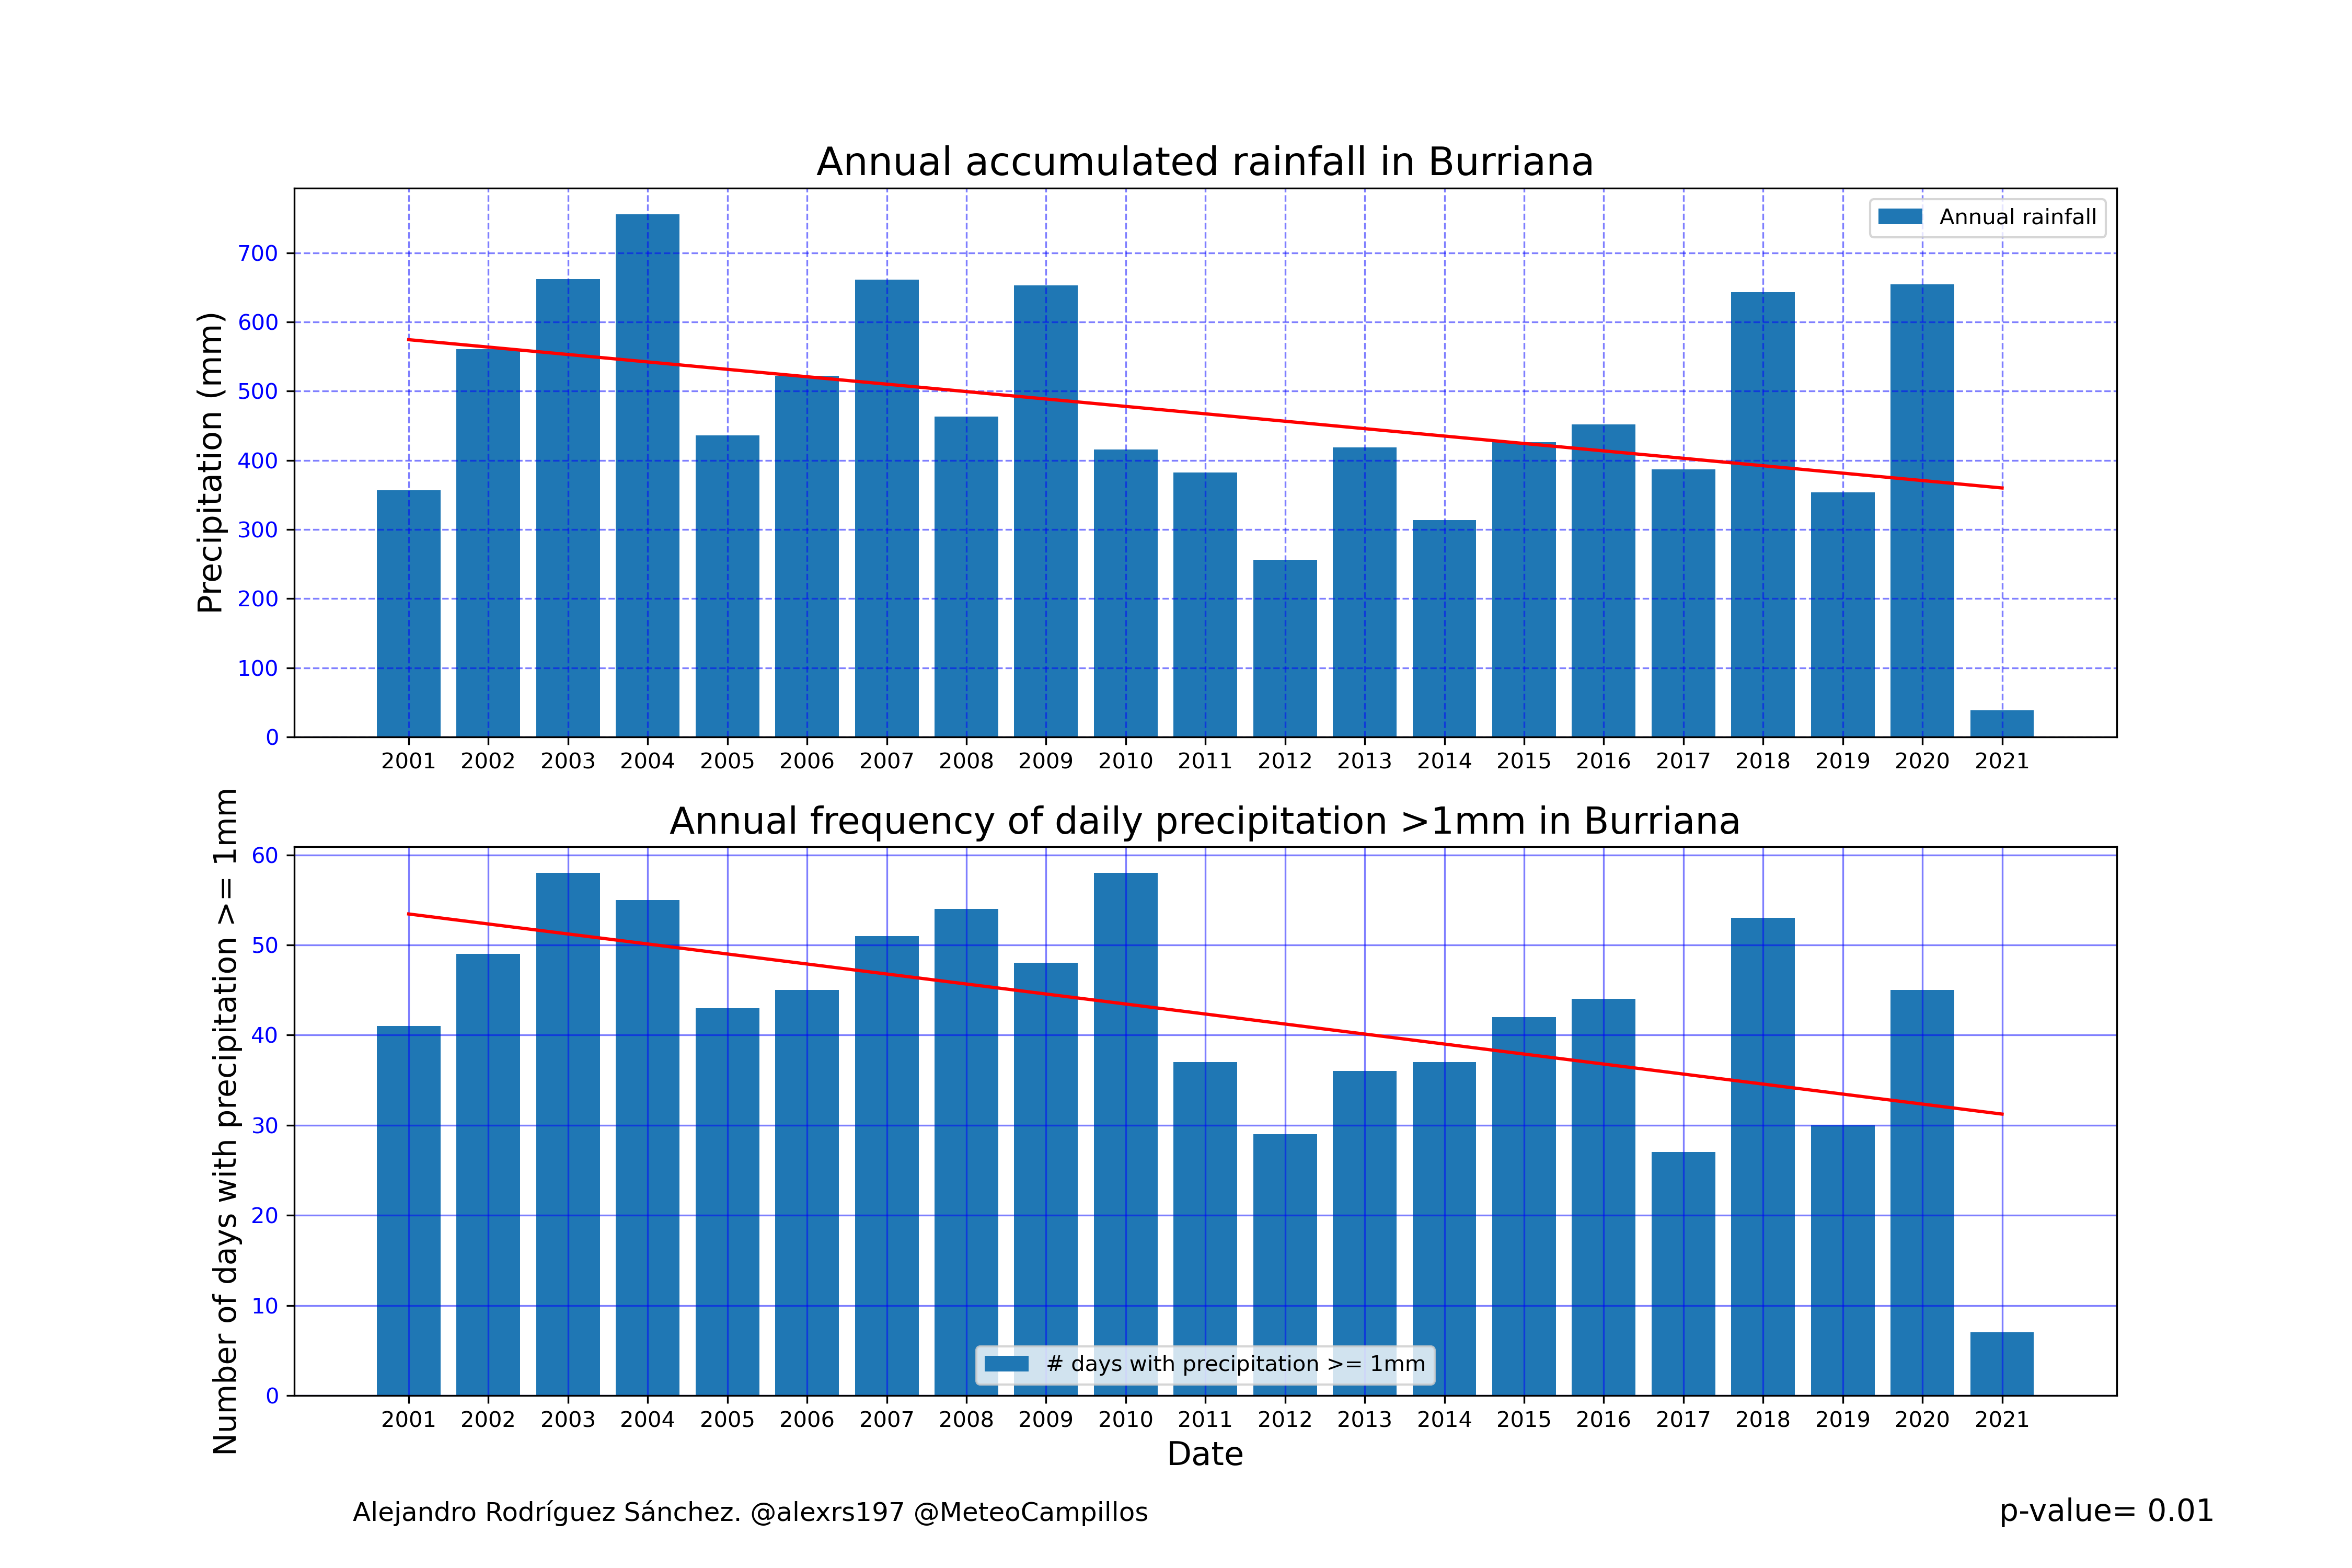 Annual accumulated rainfall in Burriana
Precipitation (mm)
700
600
500
400
300
200
100
0
Annual rainfall
2001 2002 2003 2004 2005 2006 2007 2008 2009 2010 2011 2012 2013 2014 2015 2016 2017 2018 2019 2020 2021
Annual frequency of daily precipitation >1mm in Burriana
Number of days with precipitation >= 1mm
60
50
40
30
20
10
0
# days with precipitation >= 1mm
2001 2002 2003 2004 2005 2006 2007 2008 2009 2010 2011 2012 2013 2014 2015 2016 2017 2018 2019 2020 2021
Date
Alejandro Rodríguez Sánchez. @alexrs197 @MeteoCampillos
p-value= 0.01